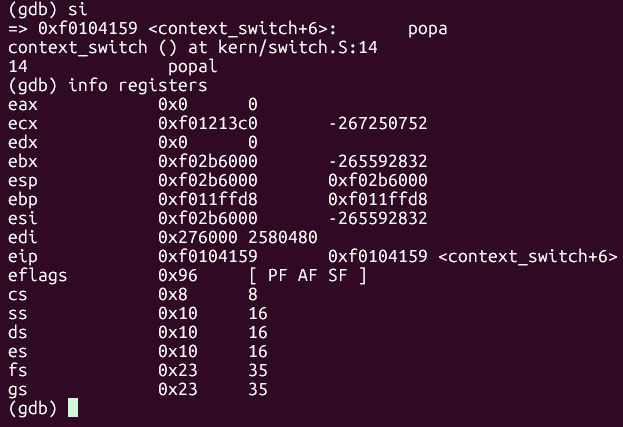 (gdb) si
=> 0xf0104159 <context_switch+6>:	popa
context_switch () at kern/switch.S:14
14		popal
(gdb) info registers
eax            0x0	0
ecx            0xf01213c0	-267250752
edx            0x0	0
ebx            0xf02b6000	-265592832
esp            0xf02b6000	0xf02b6000
ebp            0xf011ffd8	0xf011ffd8
esi            0xf02b6000	-265592832
edi            0x276000	2580480
eip            0xf0104159	0xf0104159 <context_switch+6>
eflags         0x96	[ PF AF SF ]
cs             0x8	8
ss             0x10	16
ds             0x10	16
es             0x10	16
fs             0x23	35
gs             0x23	35
(gdb)